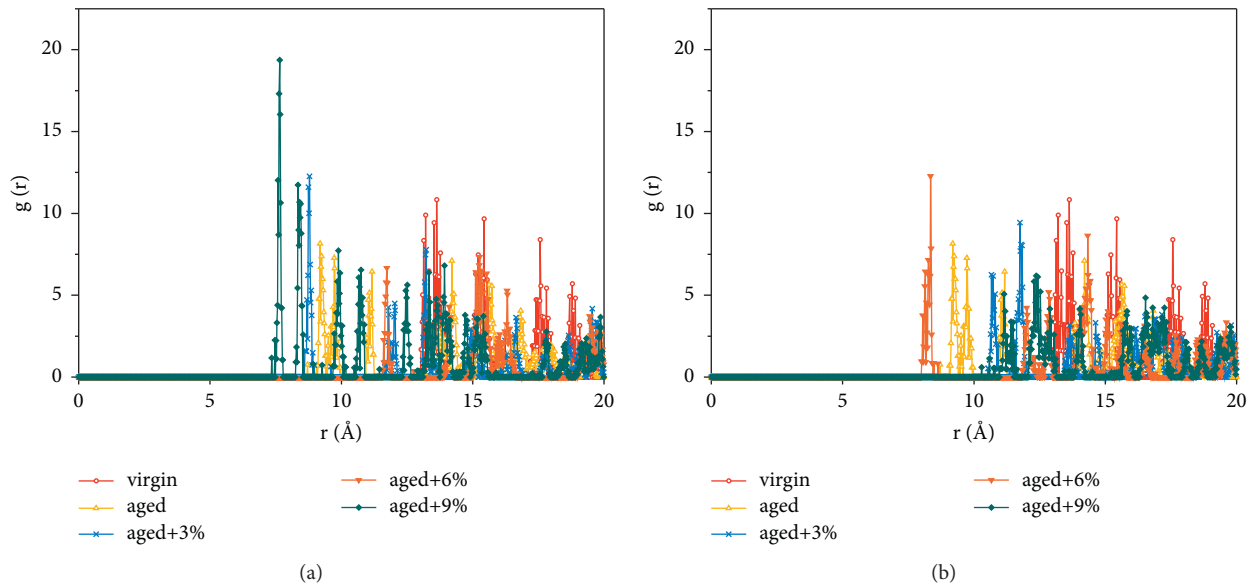 20
15
10
5
0
g (r)
0 5 10 15 20
r (Å)
virgin
aged
aged+3%
aged+6%
aged+9%
(a)
20
15
10
5
0
g (r)
0 5 10 15 20
r (Å)
virgin
aged
aged+3%
aged+6%
aged+9%
(b)